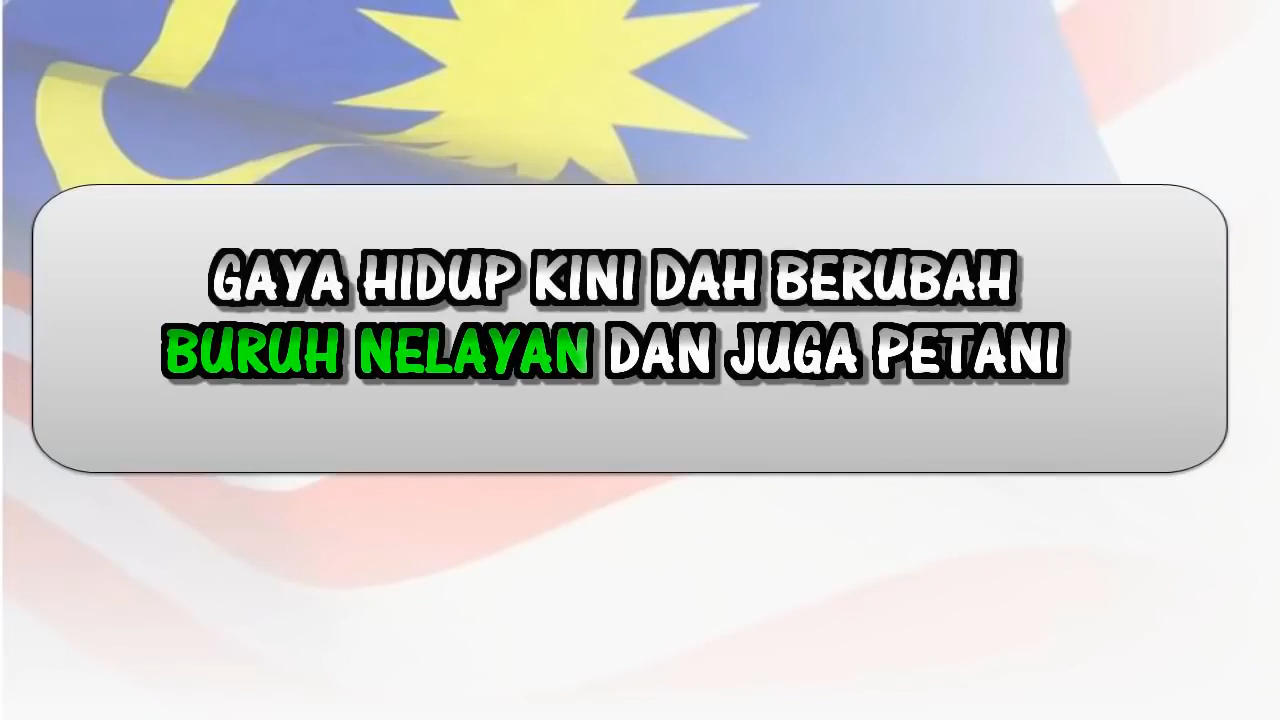 GAYA HIDUP KINI DAH BERUBAH
BURUH NELAYAN DAN JUGA PETANI